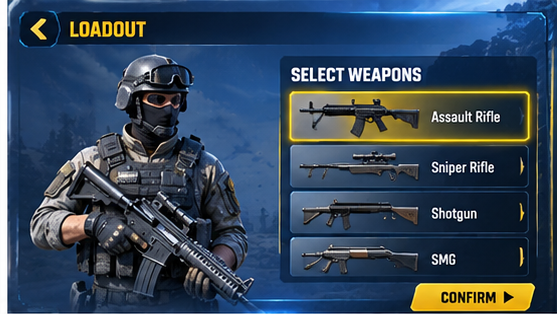 LOADOUT
SELECT WEAPONS
Assault Rifle
Sniper Rifle
Shotgun
SMG
CONFIRM